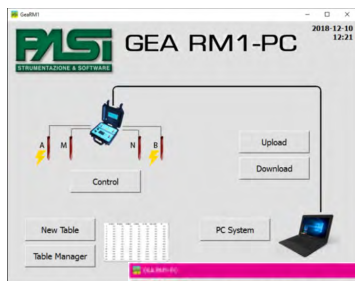 GeaRM1
2018-12-10
12:21
PASI
STRUMENTAZIONE & SOFTWARE
GEA RM1-PC
A M N B
Control
Upload
Download
New Table
Table Manager
PC System
GEA RM1-PC